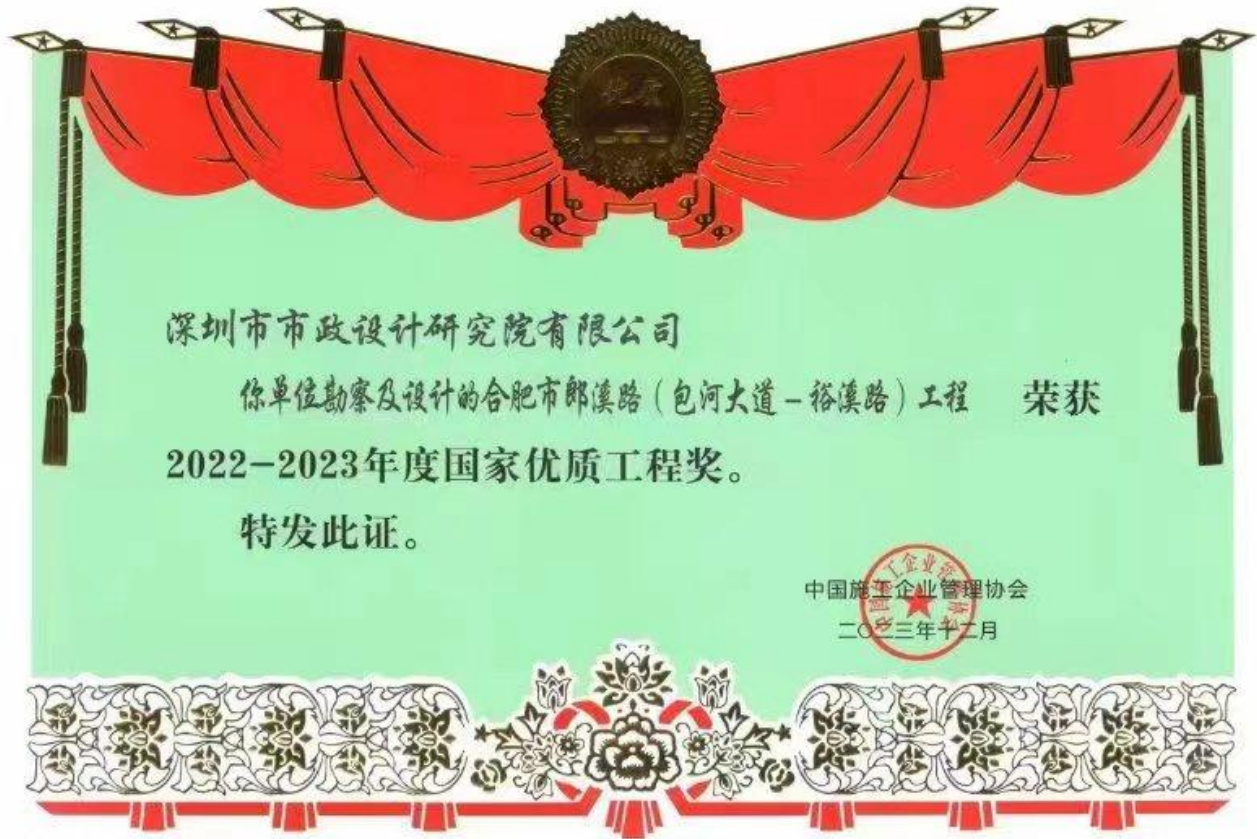 深圳市市政设计研究院有限公司
你单位勘察及设计的合肥市郎溪路（包河大道－裕溪路）工程 荣获
2022-2023年度国家优质工程奖。
特发此证。
中国施工企业管理协会
二〇二三年十二月